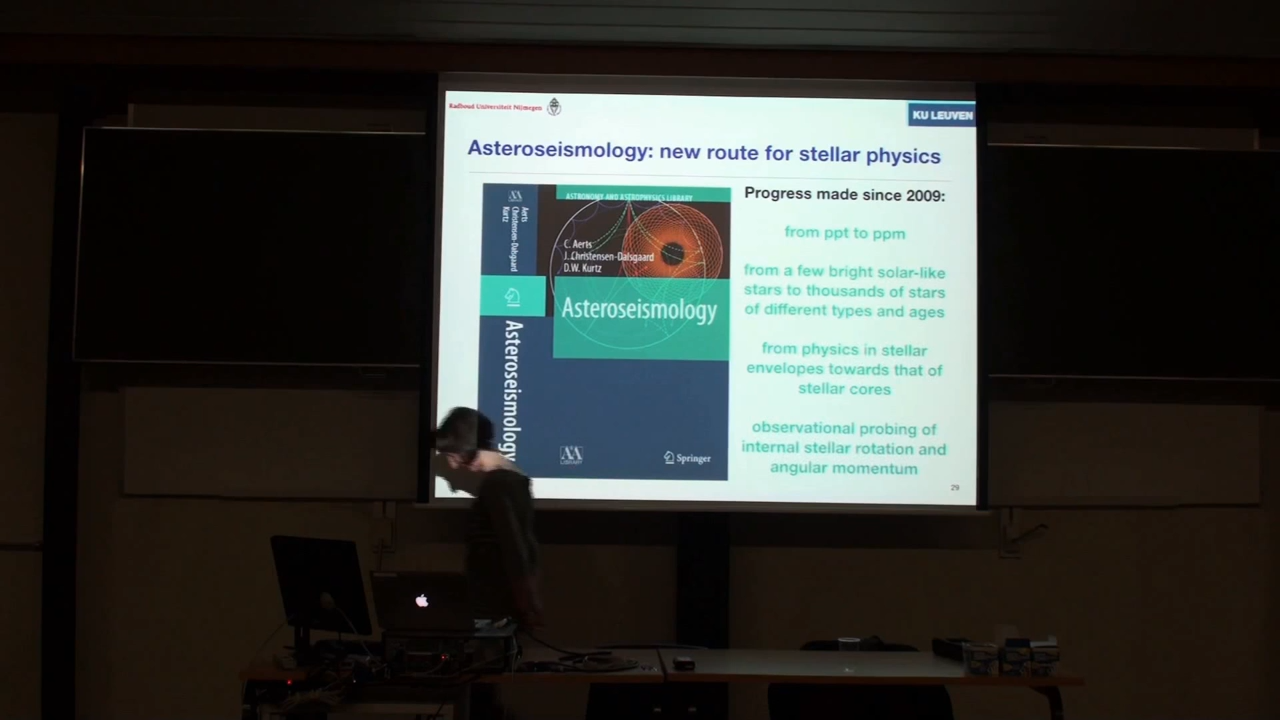 Radboud Universiteit Nijmegen
KU LEUVEN
Asteroseismology: new route for stellar physics
Aerts
Christensen-Dalsgaard
Kurtz
Asteroseismology
ASTRONOMY AND ASTROPHYSICS LIBRARY
C. Aerts
J. Christensen-Dalsgaard
D.W. Kurtz
Asteroseismology
AA
LIBRARY
Springer
Progress made since 2009:
from ppt to ppm
from a few bright solar-like
stars to thousands of stars
of different types and ages
from physics in stellar
envelopes towards that of
stellar cores
observational probing of
internal stellar rotation and
angular momentum
29